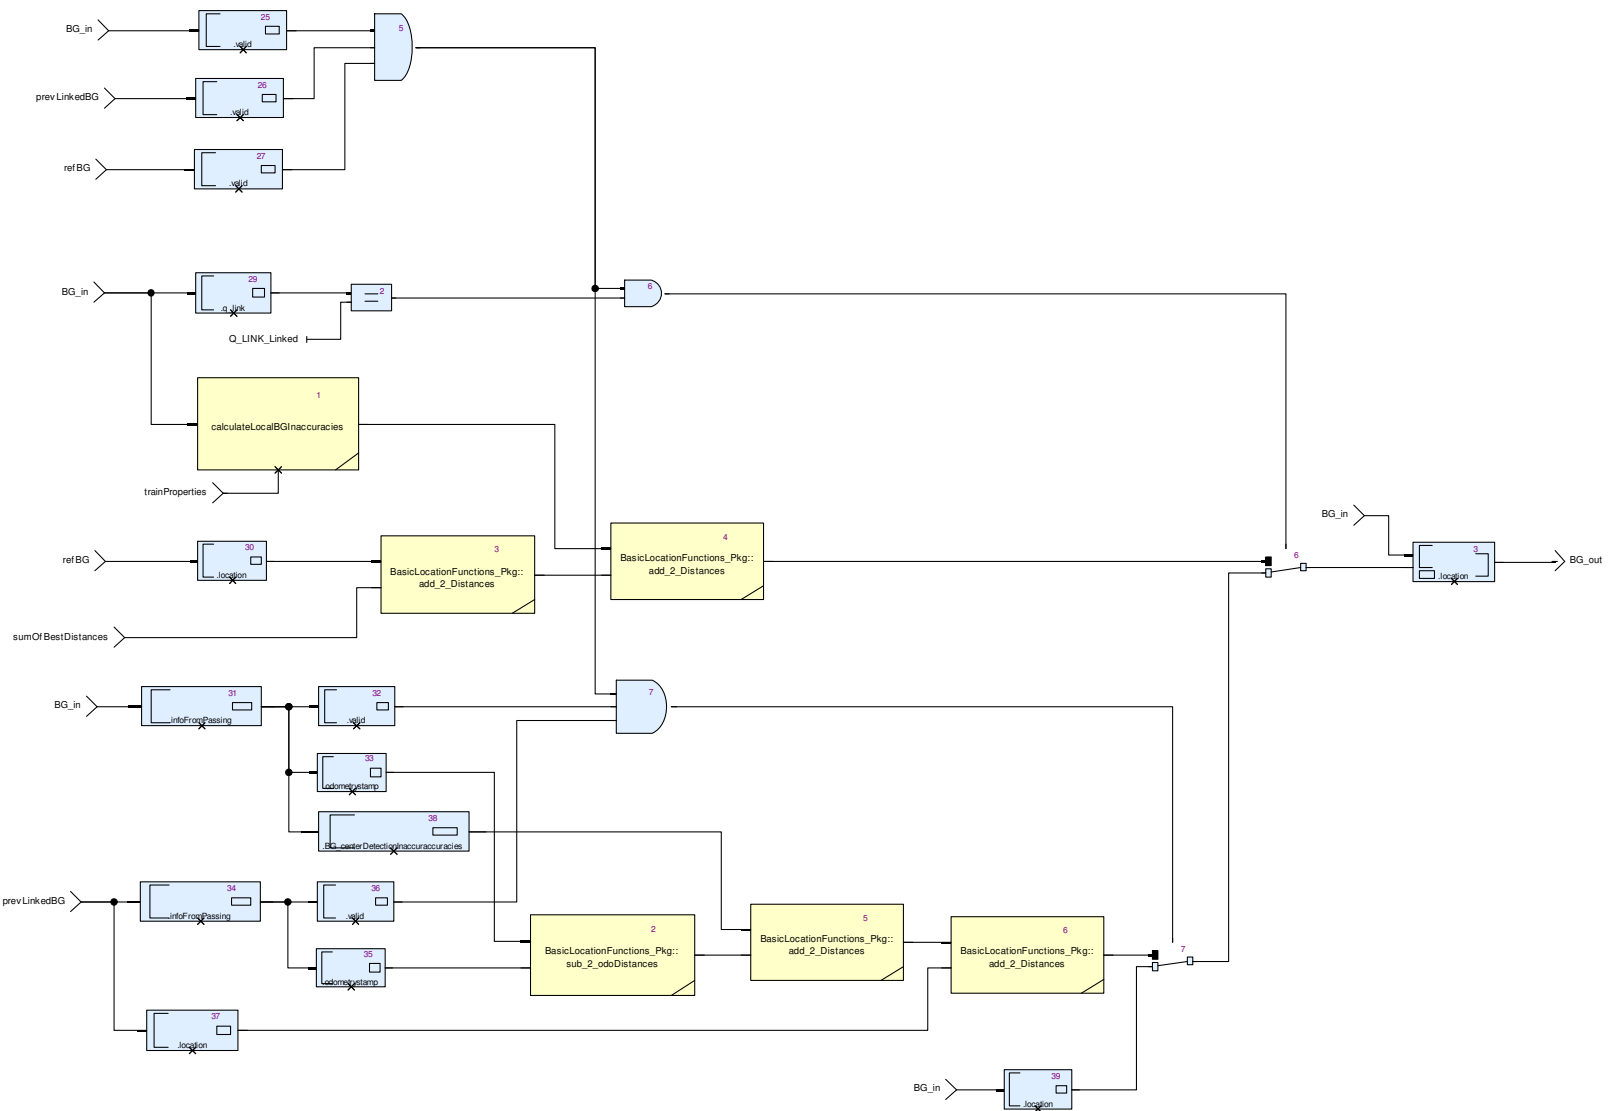 BG_in
25
.valid
5
prevLinkedBG
26
.valid
refBG
27
.valid
BG_in
29
.q_link
2
6
Q_LINK_Linked
1
calculateLocalBGInaccuracies
trainProperties
refBG
30
.location
3
BasicLocationFunctions_Pkg::
add_2_Distances
4
BasicLocationFunctions_Pkg::
add_2_Distances
sumOfBestDistances
BG_in
6
3
.location
BG_out
BG_in
31
.infoFromPassing
32
.valid
7
33
.odometrystamp
38
.BG_centerDetectionInaccuraccuracies
prevLinkedBG
34
.infoFromPassing
36
.valid
35
.odometrystamp
2
BasicLocationFunctions_Pkg::
sub_2_odoDistances
5
BasicLocationFunctions_Pkg::
add_2_Distances
6
BasicLocationFunctions_Pkg::
add_2_Distances
7
37
.location
BG_in
39
.location